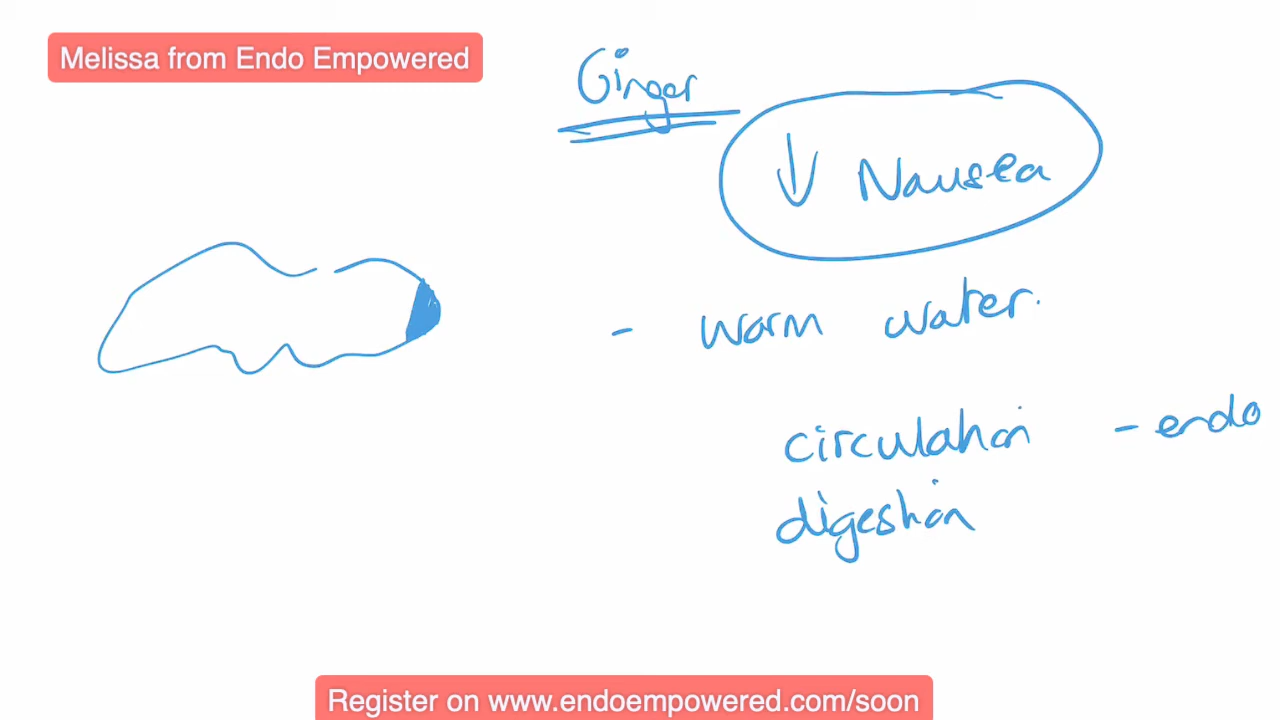 Melissa from Endo Empowered
Ginger
↓ Nausea
- warm water.
circulation - endo
digestion
Register on www.endoempowered.com/soon